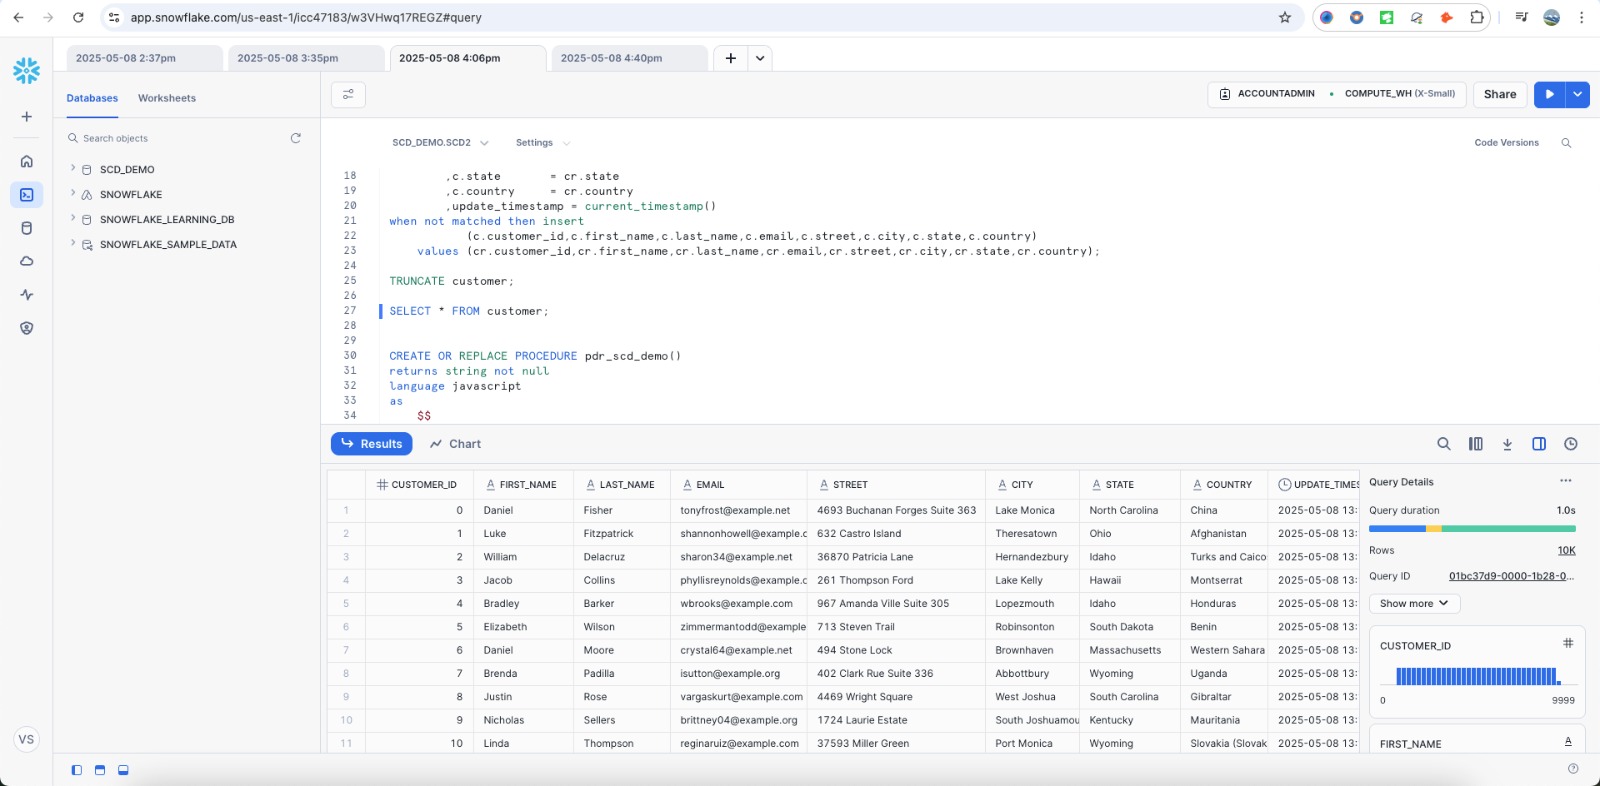 app.snowflake.com/us-east-1/icc47183/w3VHwq17REGZ#query
2025-05-08 2:37pm
2025-05-08 3:35pm
2025-05-08 4:06pm
2025-05-08 4:40pm
Databases
Worksheets
ACCOUNTADMIN
COMPUTE_WH (X-Small)
Share
Search objects
SCD_DEMO
SNOWFLAKE
SNOWFLAKE_LEARNING_DB
SNOWFLAKE_SAMPLE_DATA
SCD_DEMO.SCD2
Settings
Code Versions
18 ,c.state = cr.state
19 ,c.country = cr.country
20 ,update_timestamp = current_timestamp()
21 when not matched then insert
22 (c.customer_id,c.first_name,c.last_name,c.email,c.street,c.city,c.state,c.country)
23 values (cr.customer_id,cr.first_name,cr.last_name,cr.email,cr.street,cr.city,cr.state,cr.country);
24
25 TRUNCATE customer;
26
27 SELECT * FROM customer;
28
29
30 CREATE OR REPLACE PROCEDURE pdr_scd_demo()
31 returns string not null
32 language javascript
33 as
34 $$
Results
Chart
CUSTOMER_ID FIRST_NAME LAST_NAME EMAIL STREET CITY STATE COUNTRY UPDATE_TIMES
1 0 Daniel Fisher tonyfrost@example.net 4693 Buchanan Forges Suite 363 Lake Monica North Carolina China 2025-05-08 13:
2 1 Luke Fitzpatrick shannonhowell@example.c 632 Castro Island Theresatown Ohio Afghanistan 2025-05-08 13:
3 2 William Delacruz sharon34@example.net 36870 Patricia Lane Hernandezbury Idaho Turks and Caico 2025-05-08 13:
4 3 Jacob Collins phyllisreynolds@example.c 261 Thompson Ford Lake Kelly Hawaii Montserrat 2025-05-08 13:
5 4 Bradley Barker wbrooks@example.com 967 Amanda Ville Suite 305 Lopezmouth Idaho Honduras 2025-05-08 13:
6 5 Elizabeth Wilson zimmermantodd@example 713 Steven Trail Robinsonton South Dakota Benin 2025-05-08 13:
7 6 Daniel Moore crystal64@example.net 494 Stone Lock Brownhaven Massachusetts Western Sahara 2025-05-08 13:
8 7 Brenda Padilla isutton@example.org 402 Clark Rue Suite 336 Abbottbury Wyoming Uganda 2025-05-08 13:
9 8 Justin Rose vargaskurt@example.com 4469 Wright Square West Joshua South Carolina Gibraltar 2025-05-08 13:
10 9 Nicholas Sellers brittney04@example.org 1724 Laurie Estate South Joshuamou Kentucky Mauritania 2025-05-08 13:
11 10 Linda Thompson reginaruiz@example.com 37593 Miller Green Port Monica Wyoming Slovakia (Slovak 2025-05-08 13:
Query Details
Query duration 1.0s
Rows 10K
Query ID 01bc37d9-0000-1b28-0...
Show more
CUSTOMER_ID
0 9999
FIRST_NAME
VS